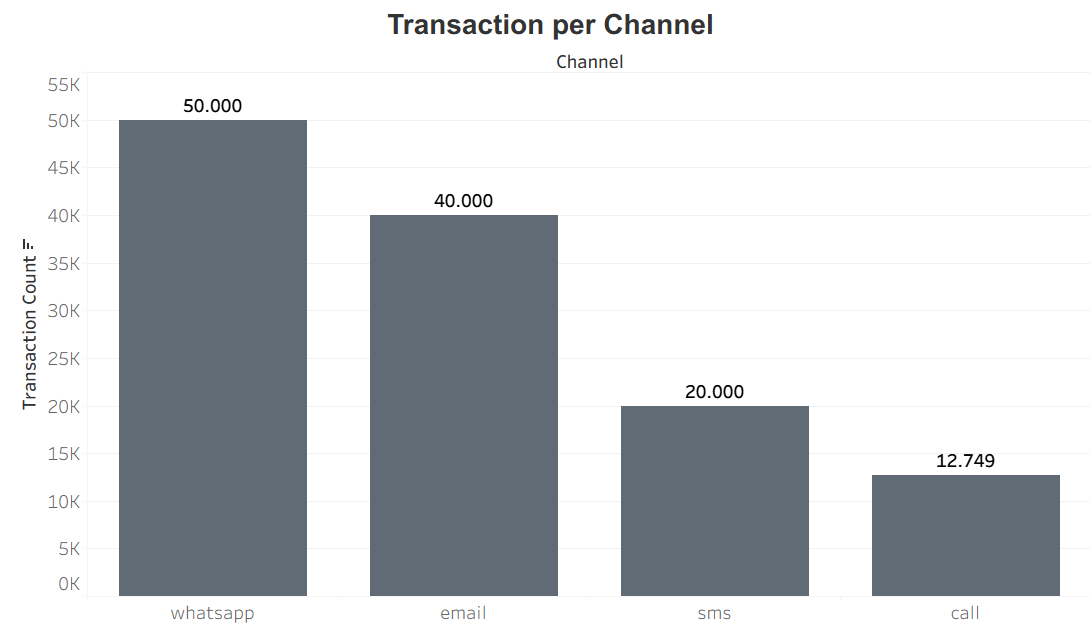 Transaction per Channel
Channel
Transaction Count
55K
50K
45K
40K
35K
30K
25K
20K
15K
10K
5K
0K
50.000
40.000
20.000
12.749
whatsapp
email
sms
call